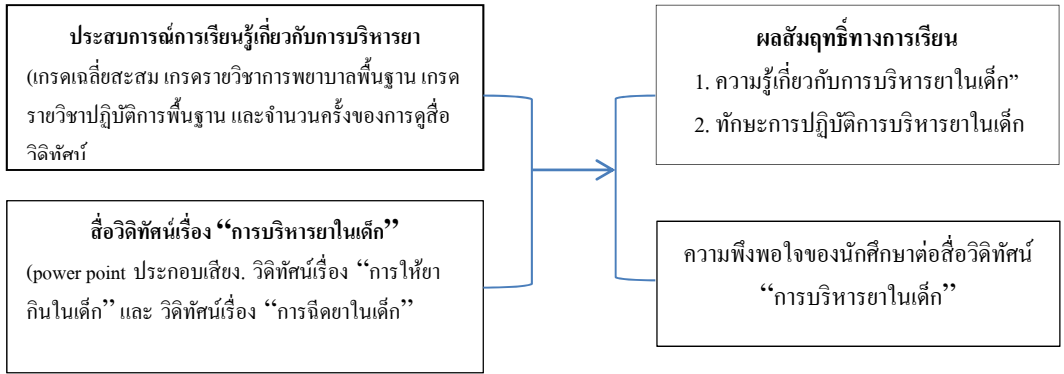 ประสบการณ์การเรียนรู้เกี่ยวกับการบริหารยา
(เกรดเฉลี่ยสะสม เกรดรายวิชาการพยาบาลพื้นฐาน เกรด
รายวิชาปฏิบัติการพื้นฐาน และจำนวนครั้งของการดูสื่อ
วิดิทัศน์
สื่อวิดิทัศน์เรื่อง “การบริหารยาในเด็ก”
(power point ประกอบเสียง. วิดิทัศน์เรื่อง “การให้ยา
กินในเด็ก” และ วิดิทัศน์เรื่อง “การฉีดยาในเด็ก”
ผลสัมฤทธิ์ทางการเรียน
1. ความรู้เกี่ยวกับการบริหารยาในเด็ก”
2. ทักษะการปฏิบัติการบริหารยาในเด็ก
ความพึงพอใจของนักศึกษาต่อสื่อวิดิทัศน์
“การบริหารยาในเด็ก”